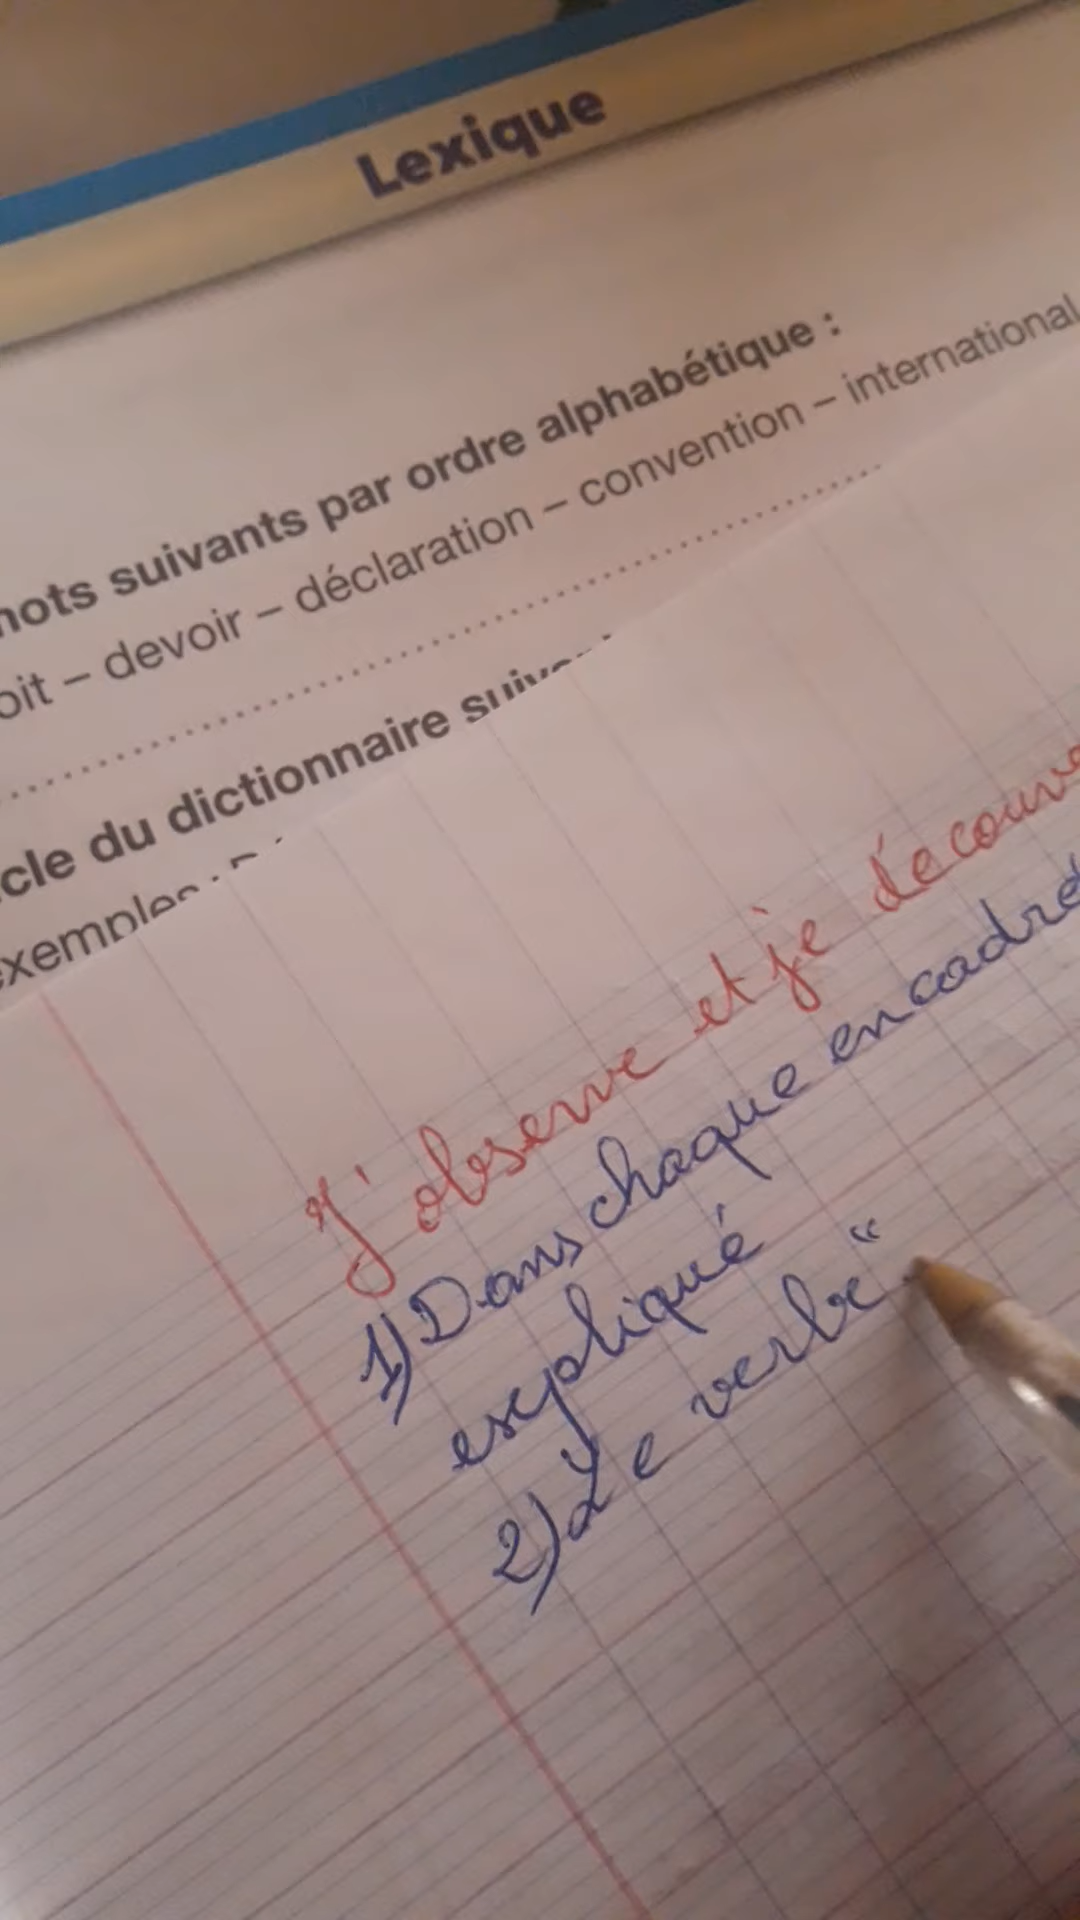 Lexique
mots suivants par ordre alphabétique :
oit – devoir – déclaration – convention – international
cle du dictionnaire
exemples :
J'observe et je décou
1) Dans chaque encadré
expliqué
2) Le verbe "